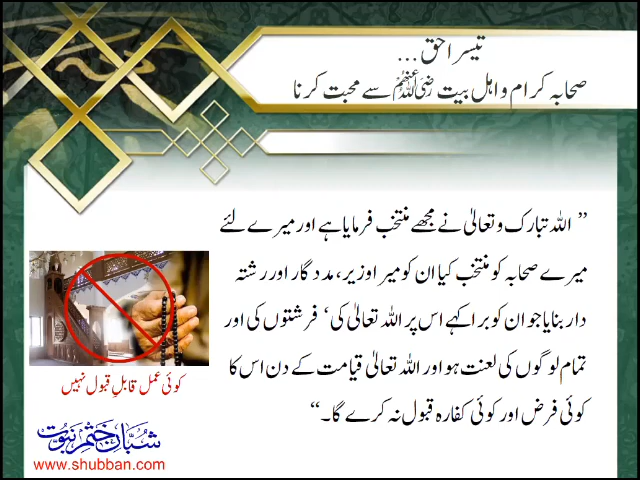 تیسرا حق...
صحابہ کرام و اہل بیت رضی اللہ عنہم سے محبت کرنا
” اللہ تبارک و تعالیٰ نے مجھے منتخب فرمایا ہے اور میرے لئے
میرے صحابہ کو منتخب کیا ان کو میرا وزیر، مددگار اور رشتہ
دار بنایا جو ان کو برا کہے اس پر اللہ تعالیٰ کی‘ فرشتوں کی اور
تمام لوگوں کی لعنت ہو اور اللہ تعالیٰ قیامت کے دن اس کا
کوئی فرض اور کوئی کفارہ قبول نہ کرے گا۔“
کوئی عمل قابلِ قبول نہیں
شبان ختم نبوت
www.shubban.com